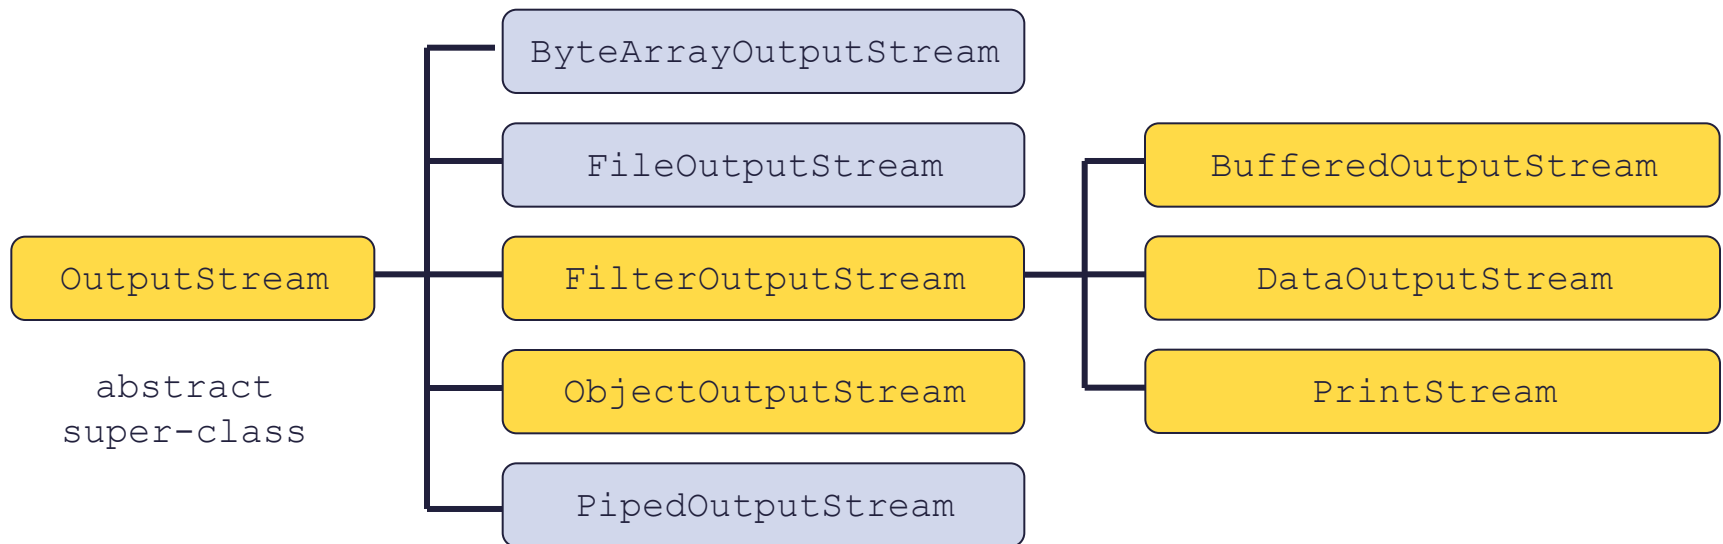 ByteArrayOutputStream
FileOutputStream
BufferedOutputStream
OutputStream
FilterOutputStream
DataOutputStream
abstract
super-class
ObjectOutputStream
PrintStream
PipedOutputStream